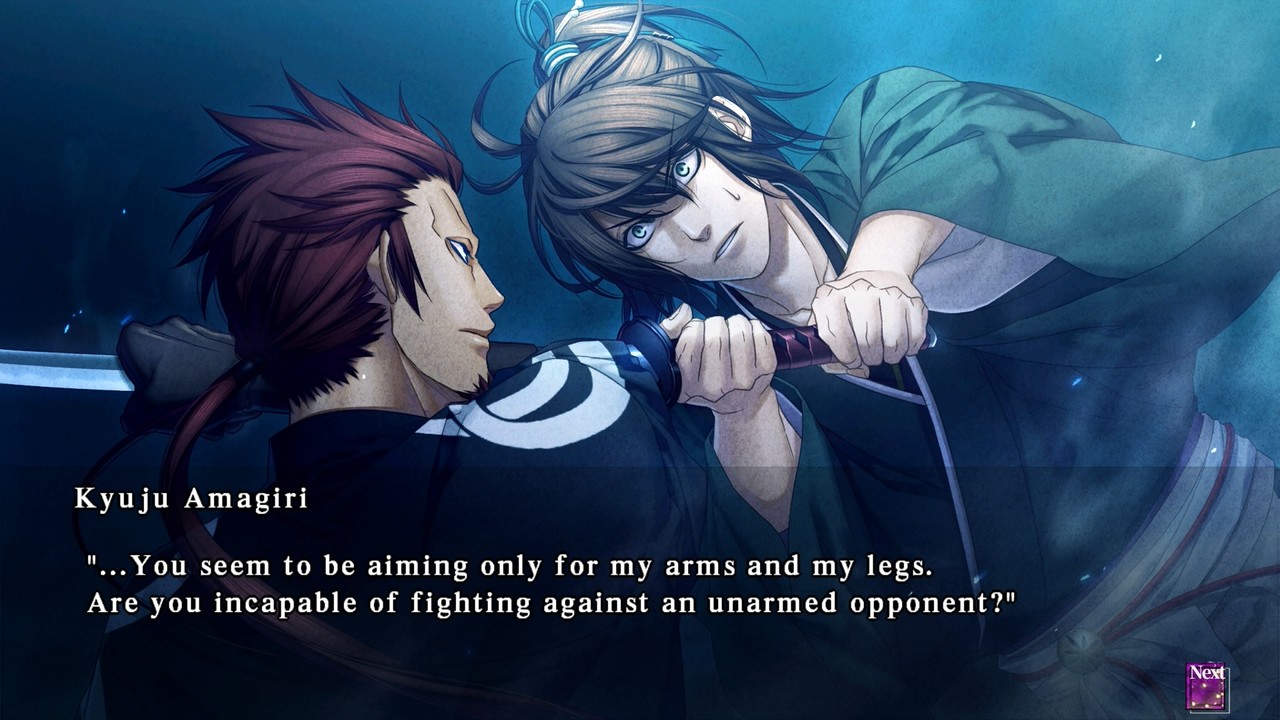 Kyuju Amagiri
"...You seem to be aiming only for my arms and my legs.
Are you incapable of fighting against an unarmed opponent?"
Next